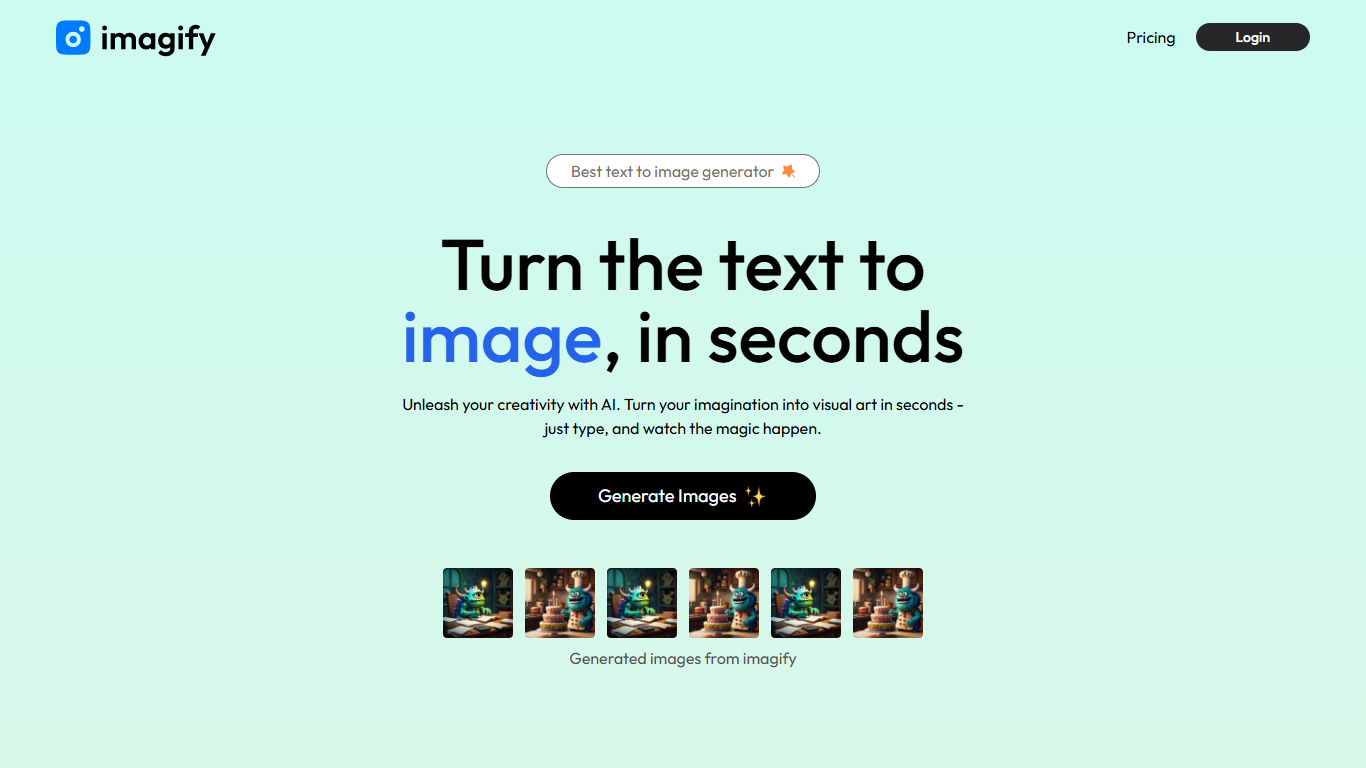 imagify
Pricing
Login
Best text to image generator
Turn the text to
image, in seconds
Unleash your creativity with AI. Turn your imagination into visual art in seconds -
just type, and watch the magic happen.
Generate Images ✨
Generated images from imagify